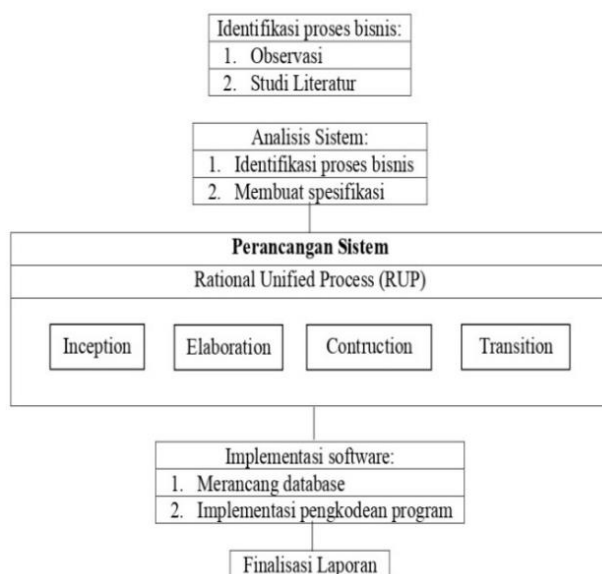 Identifikasi proses bisnis:
1. Observasi
2. Studi Literatur
Analisis Sistem:
1. Identifikasi proses bisnis
2. Membuat spesifikasi
Perancangan Sistem
Rational Unified Process (RUP)
Inception Elaboration Contruction Transition
Implementasi software:
1. Merancang database
2. Implementasi pengkodean program
Finalisasi Laporan